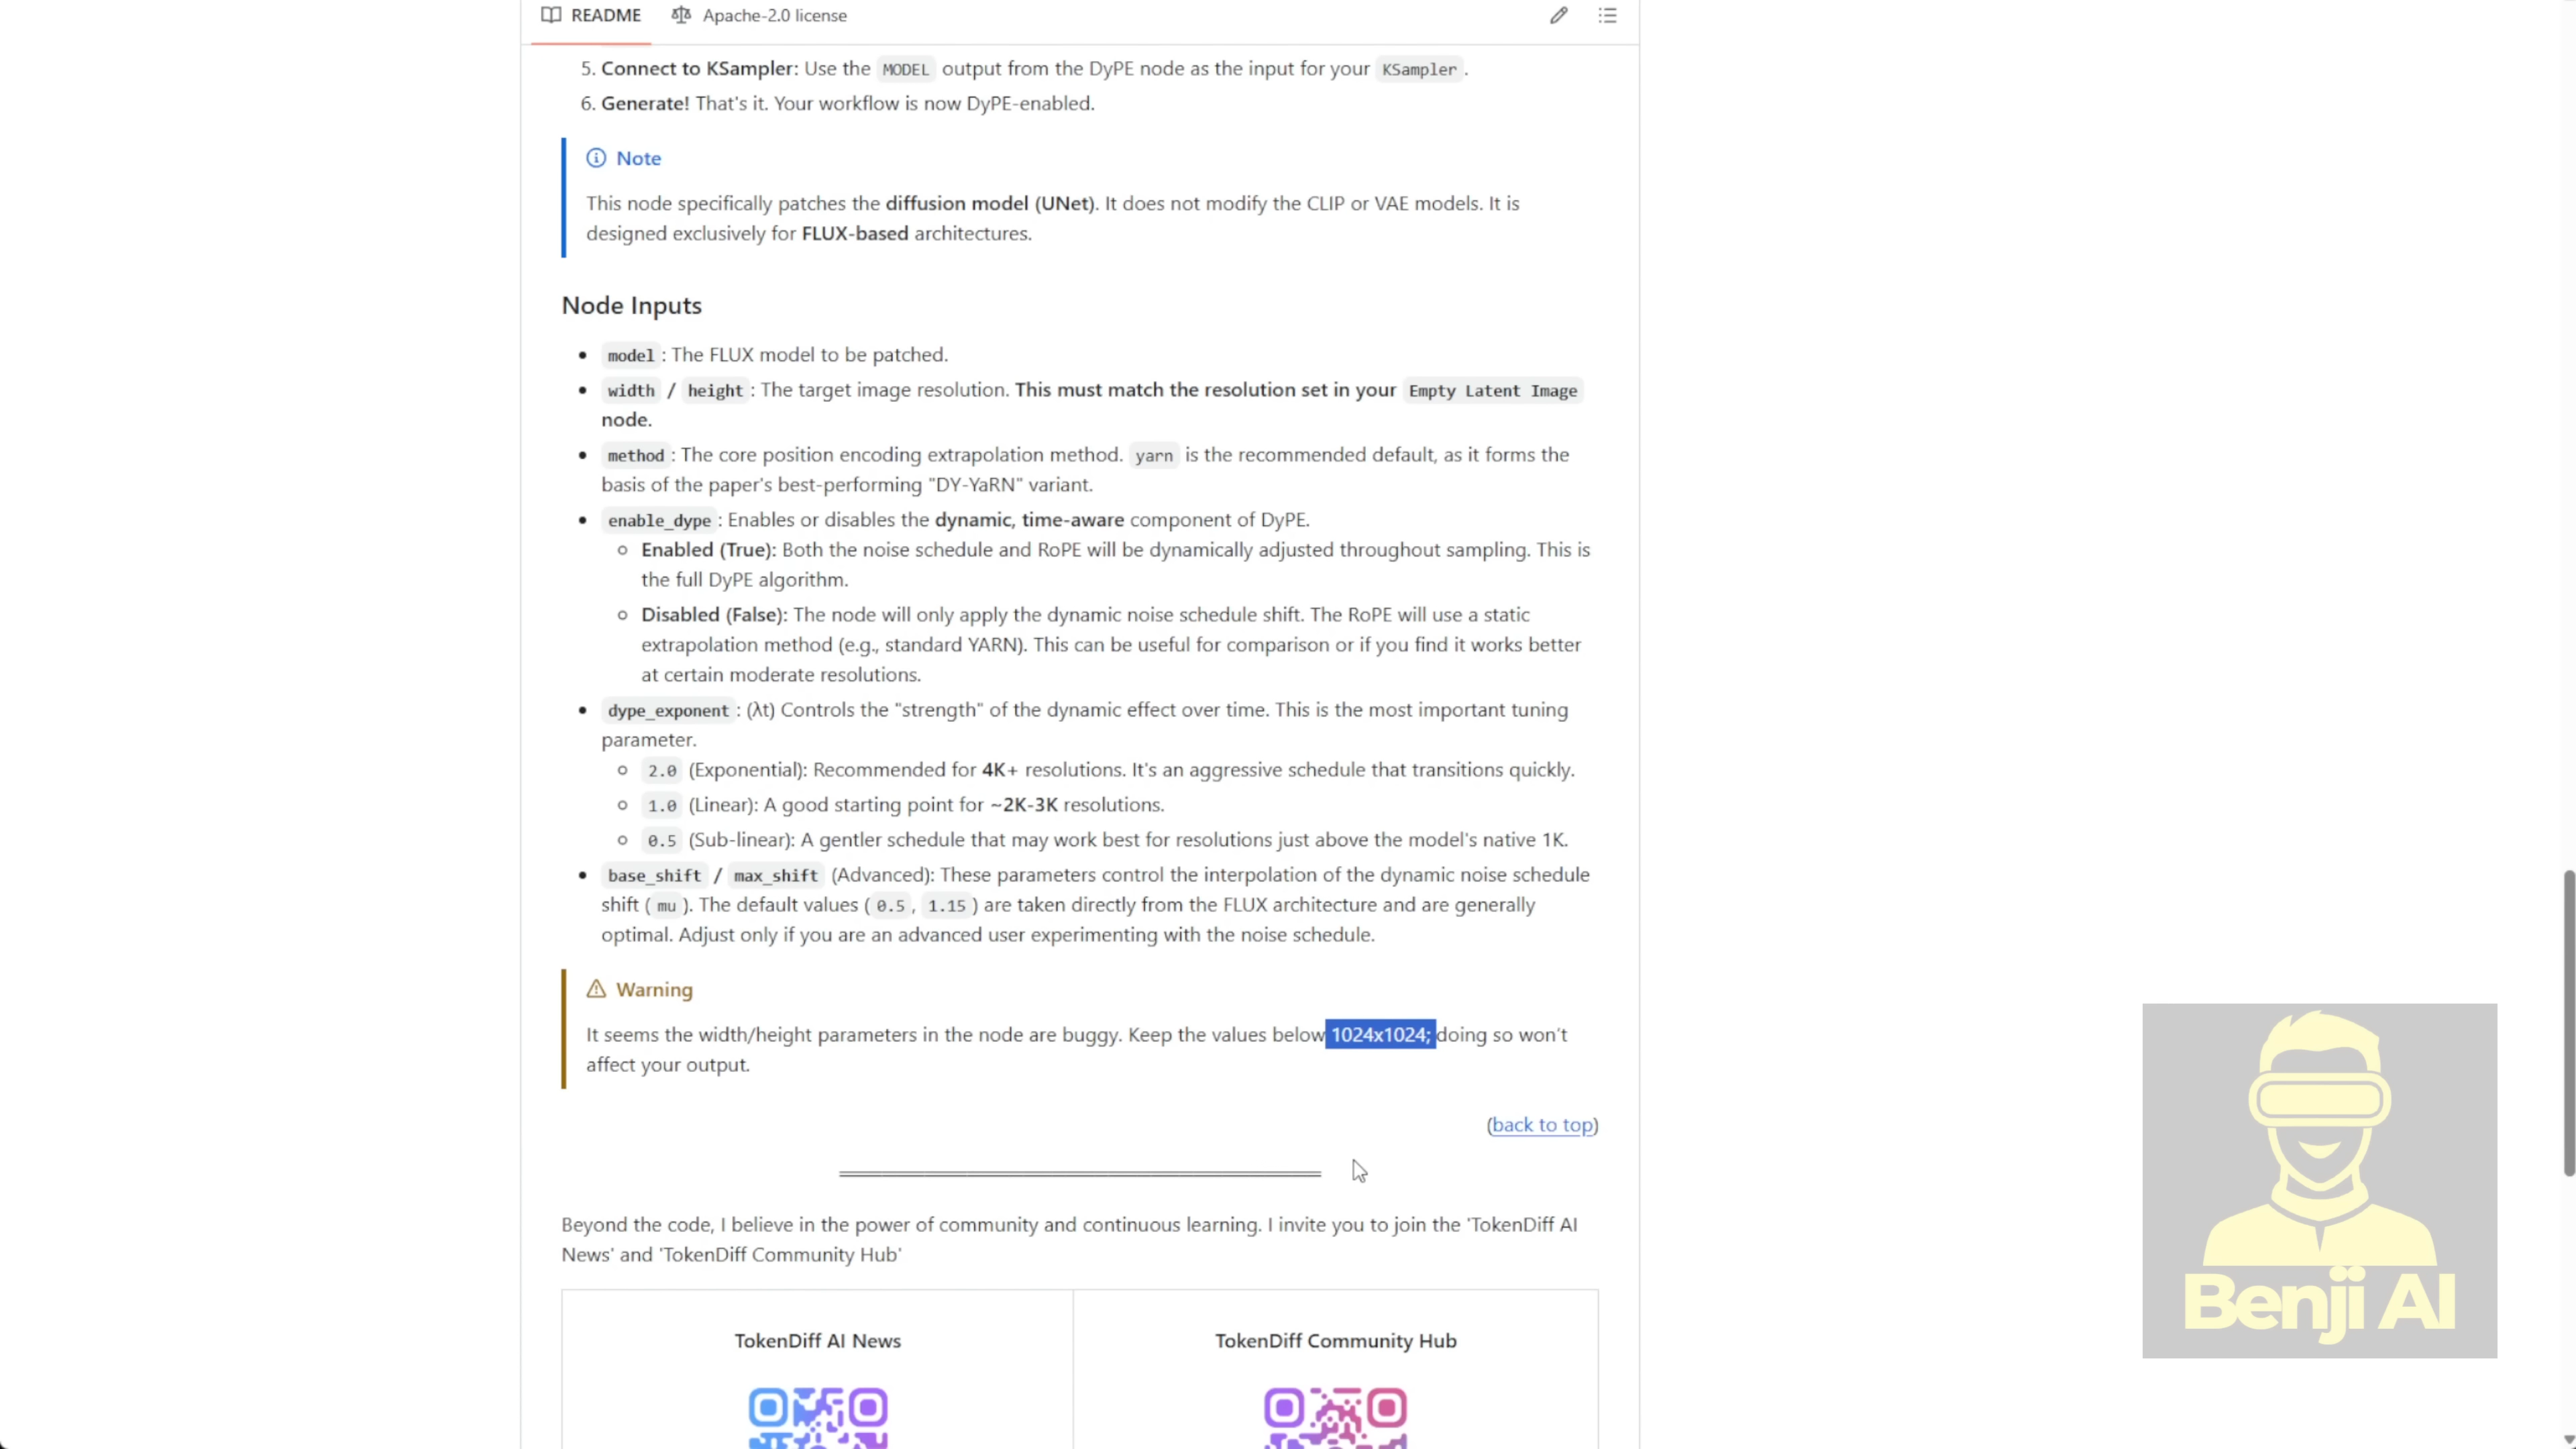 README Apache-2.0 license
5. Connect to KSampler: Use the MODEL output from the DyPE node as the input for your KSampler .
6. Generate! That's it. Your workflow is now DyPE-enabled.
Note
This node specifically patches the diffusion model (UNet). It does not modify the CLIP or VAE models. It is
designed exclusively for FLUX-based architectures.
Node Inputs
model : The FLUX model to be patched.
width / height : The target image resolution. This must match the resolution set in your Empty Latent Image
node.
method : The core position encoding extrapolation method. yarn is the recommended default, as it forms the
basis of the paper's best-performing "DY-YaRN" variant.
enable_dype : Enables or disables the dynamic, time-aware component of DyPE.
Enabled (True): Both the noise schedule and RoPE will be dynamically adjusted throughout sampling. This is
the full DyPE algorithm.
Disabled (False): The node will only apply the dynamic noise schedule shift. The RoPE will use a static
extrapolation method (e.g., standard YARN). This can be useful for comparison or if you find it works better
at certain moderate resolutions.
dype_exponent : (λt) Controls the "strength" of the dynamic effect over time. This is the most important tuning
parameter.
2.0 (Exponential): Recommended for 4K+ resolutions. It's an aggressive schedule that transitions quickly.
1.0 (Linear): A good starting point for ~2K-3K resolutions.
0.5 (Sub-linear): A gentler schedule that may work best for resolutions just above the model's native 1K.
base_shift / max_shift (Advanced): These parameters control the interpolation of the dynamic noise schedule
shift ( mu ). The default values ( 0.5 , 1.15 ) are taken directly from the FLUX architecture and are generally
optimal. Adjust only if you are an advanced user experimenting with the noise schedule.
Warning
It seems the width/height parameters in the node are buggy. Keep the values below 1024x1024; doing so won't
affect your output.
(back to top)
Beyond the code, I believe in the power of community and continuous learning. I invite you to join the 'TokenDiff AI
News' and 'TokenDiff Community Hub'
TokenDiff AI News TokenDiff Community Hub
Benji AI